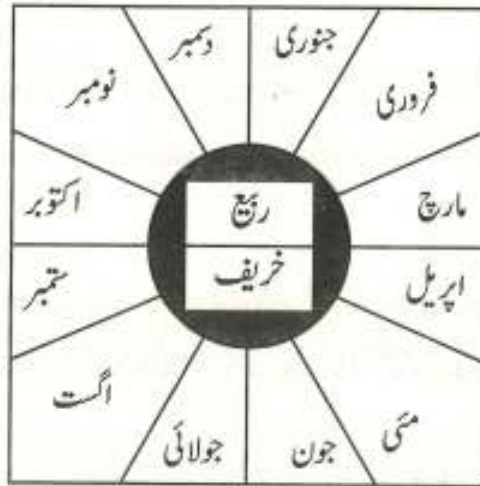 جنوری
فروری
مارچ
اپریل
مئی
جون
جولائی
اگست
ستمبر
اکتوبر
نومبر
دسمبر
ربیع
خریف